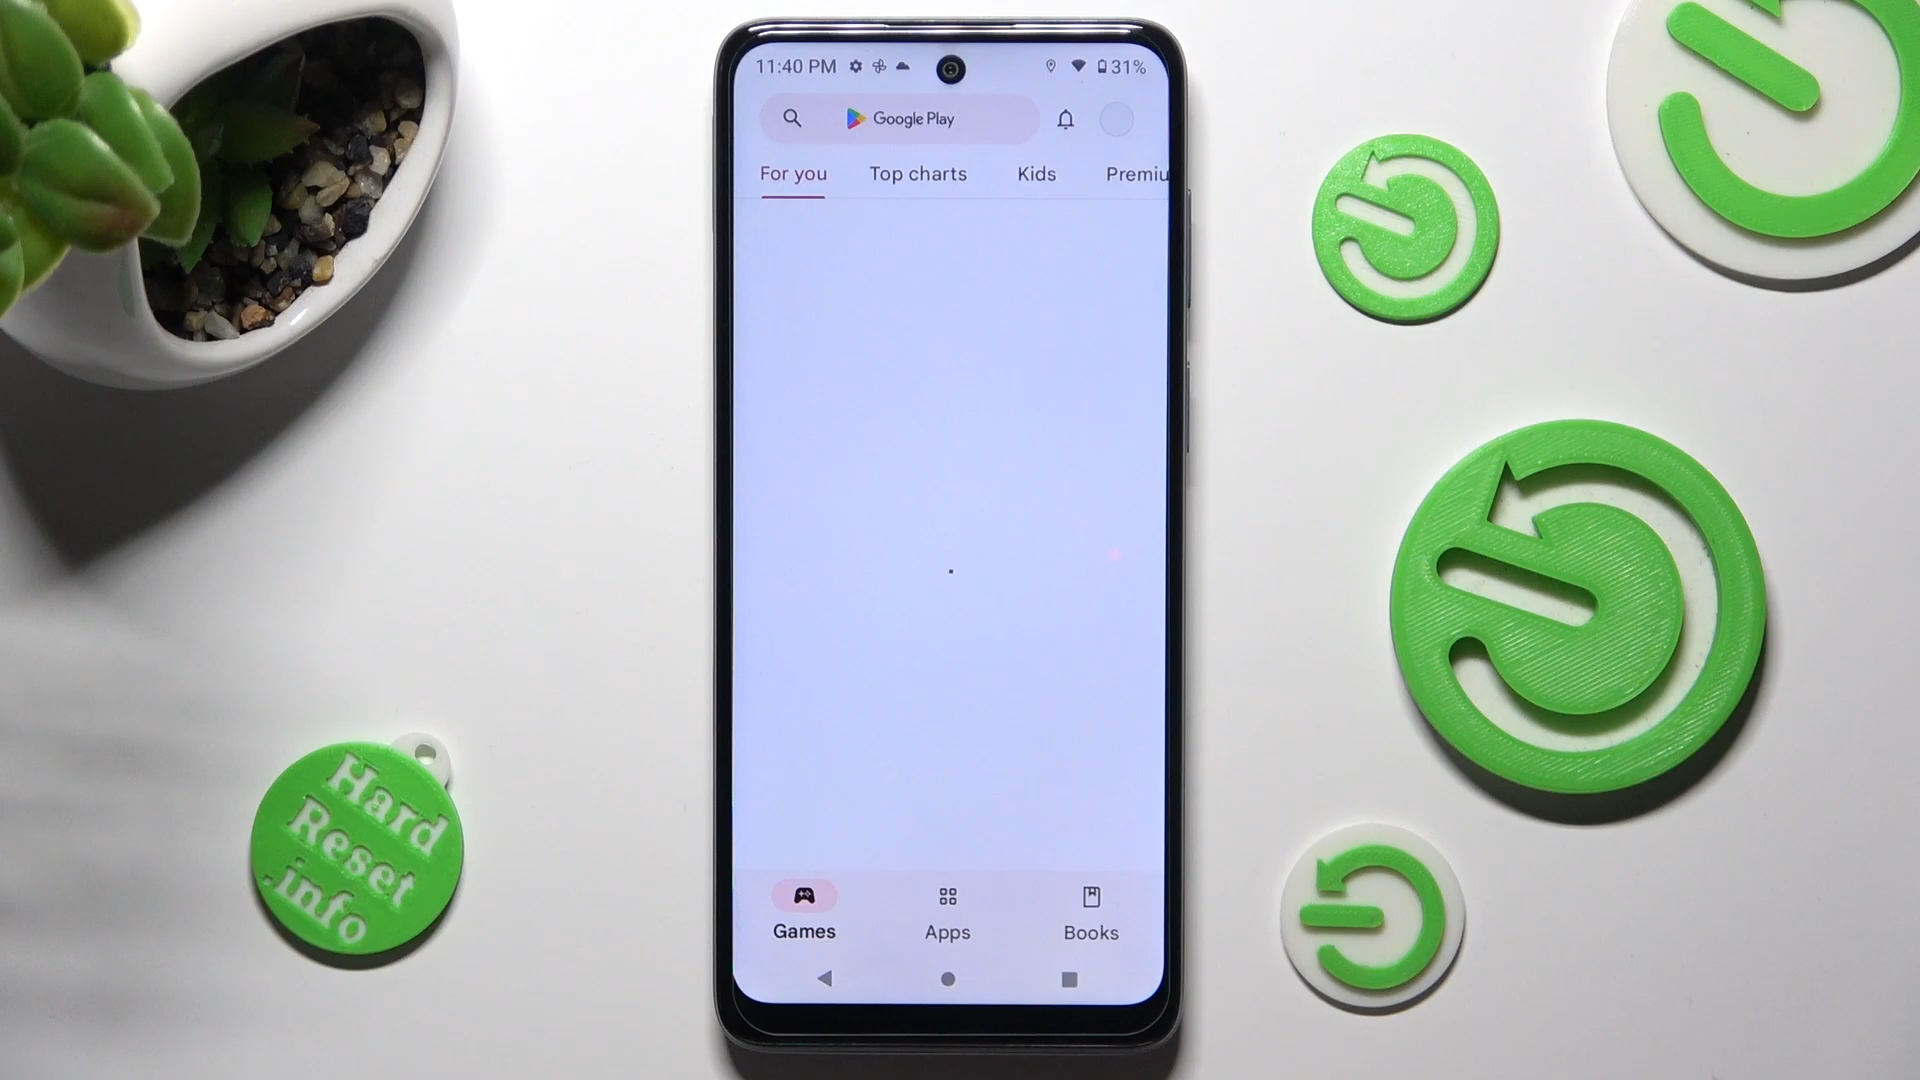 11:40 PM
31%
Google Play
For you
Top charts
Kids
Premiu
Games
Apps
Books
Hard
Reset
.info